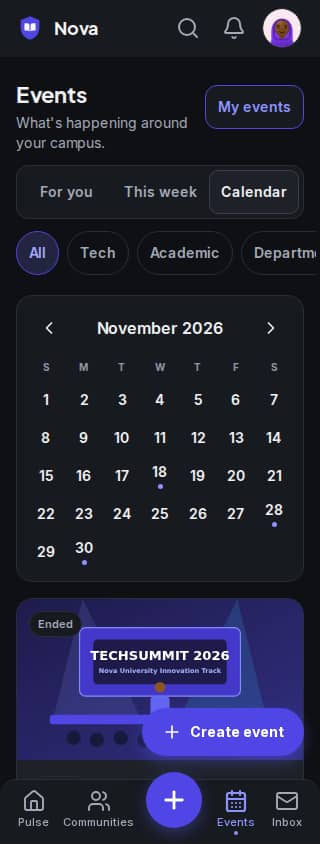 Nova
Events
My events
What's happening around
your campus.
For you This week Calendar
All Tech Academic Departme
November 2026
S M T W T F S
1 2 3 4 5 6 7
8 9 10 11 12 13 14
15 16 17 18 19 20 21
22 23 24 25 26 27 28
29 30
Ended
TECHSUMMIT 2026
Nova University Innovation Track
Create event
Pulse Communities Events Inbox